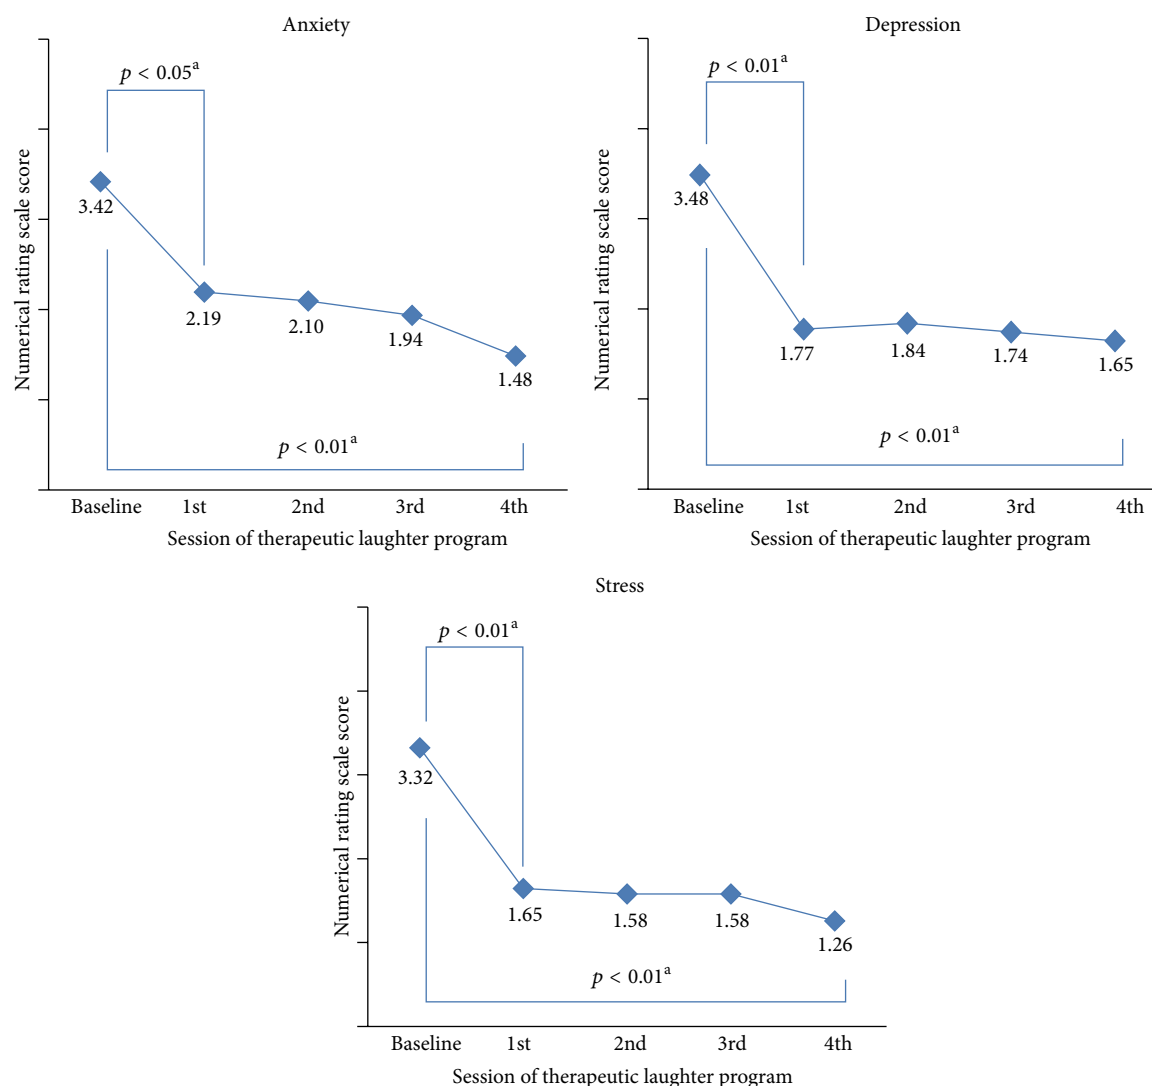 Anxiety
p < 0.05a
Numerical rating scale score
3.42
2.19
2.10
1.94
1.48
p < 0.01a
Baseline 1st 2nd 3rd 4th
Session of therapeutic laughter program
Depression
p < 0.01a
Numerical rating scale score
3.48
1.77
1.84
1.74
1.65
p < 0.01a
Baseline 1st 2nd 3rd 4th
Session of therapeutic laughter program
Stress
p < 0.01a
Numerical rating scale score
3.32
1.65
1.58
1.58
1.26
p < 0.01a
Baseline 1st 2nd 3rd 4th
Session of therapeutic laughter program